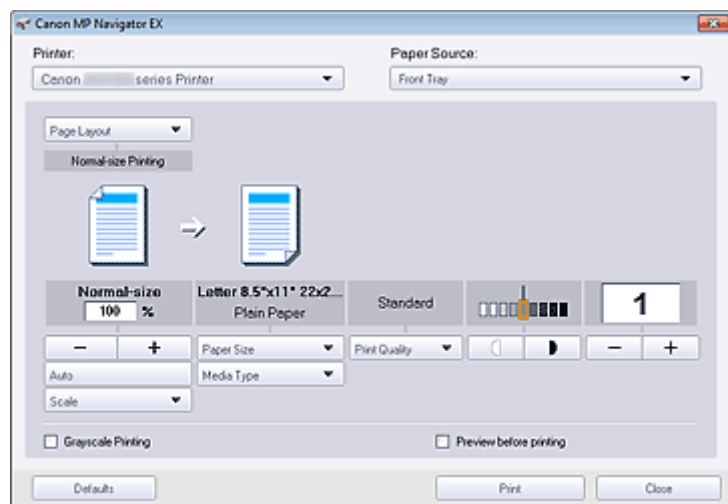 Canon MP Navigator EX
Printer:
Paper Source:
Canon series Printer
Front Tray
Page Layout
Normal-size Printing
Normal-size
100 %
Letter 8.5"x11" 22x2...
Plain Paper
Standard
1
Paper Size
Print Quality
Auto
Media Type
Scale
Grayscale Printing
Preview before printing
Defaults
Print
Close